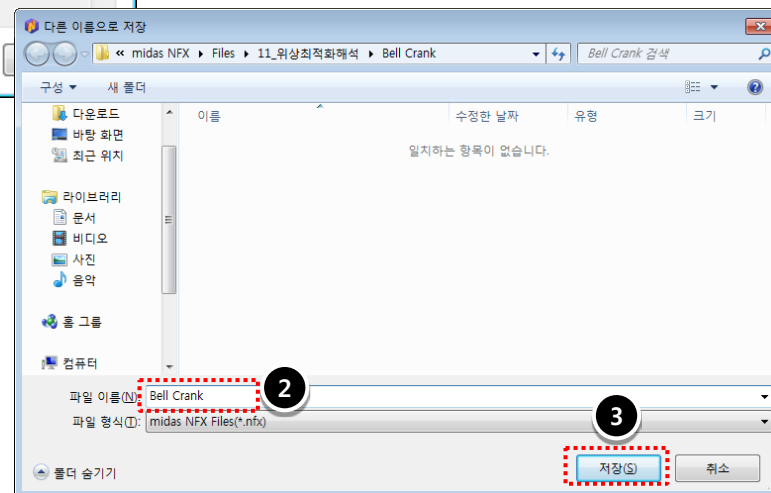 다른 이름으로 저장
« midas NFX ▸ Files ▸ 11_위상최적화해석 ▸ Bell Crank
Bell Crank 검색
구성 새 폴더
이름 수정한 날짜 유형 크기
일치하는 항목이 없습니다.
다운로드
바탕 화면
최근 위치
라이브러리
문서
비디오
사진
음악
홈 그룹
컴퓨터
파일 이름(N): Bell Crank
2
파일 형식(T): midas NFX Files(*.nfx)
3
폴더 숨기기
저장(S) 취소